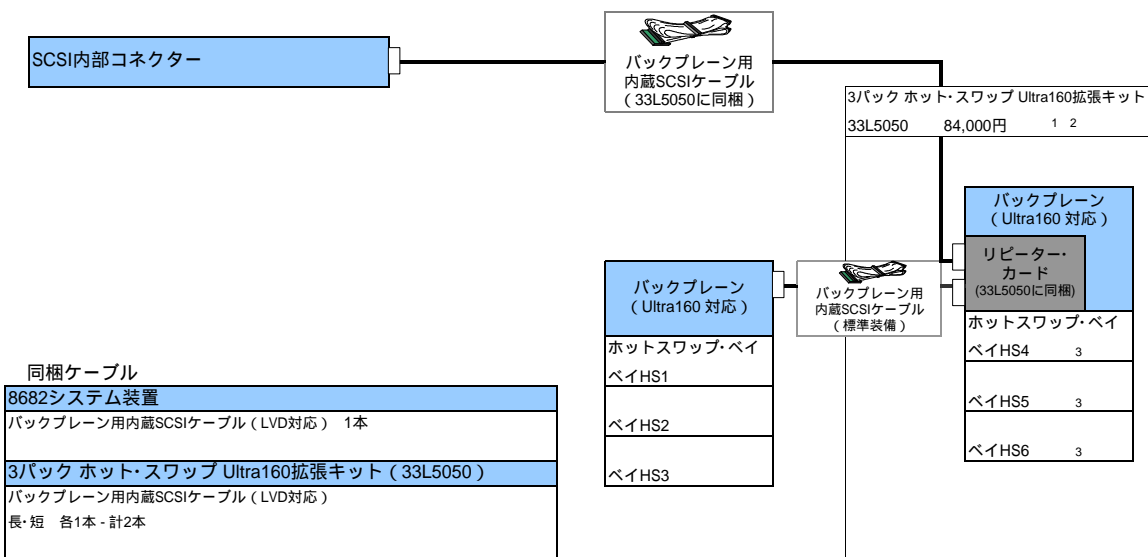 SCSI内部コネクター
バックプレーン用
内蔵SCSIケーブル
（33L5050に同梱）
3パック ホット･スワップ Ultra160拡張キット
33L5050 84,000円 1 2
バックプレーン
（Ultra160 対応）
リピーター･
カード
(33L5050に同梱)
ホットスワップ･ベイ
ベイHS4 3
ベイHS5 3
ベイHS6 3
バックプレーン用
内蔵SCSIケーブル
（標準装備）
バックプレーン
（Ultra160 対応）
ホットスワップ･ベイ
ベイHS1
ベイHS2
ベイHS3
同梱ケーブル
8682システム装置
バックプレーン用内蔵SCSIケーブル（LVD対応） 1本
3パック ホット･スワップ Ultra160拡張キット（33L5050）
バックプレーン用内蔵SCSIケーブル（LVD対応）
長･短 各1本 - 計2本